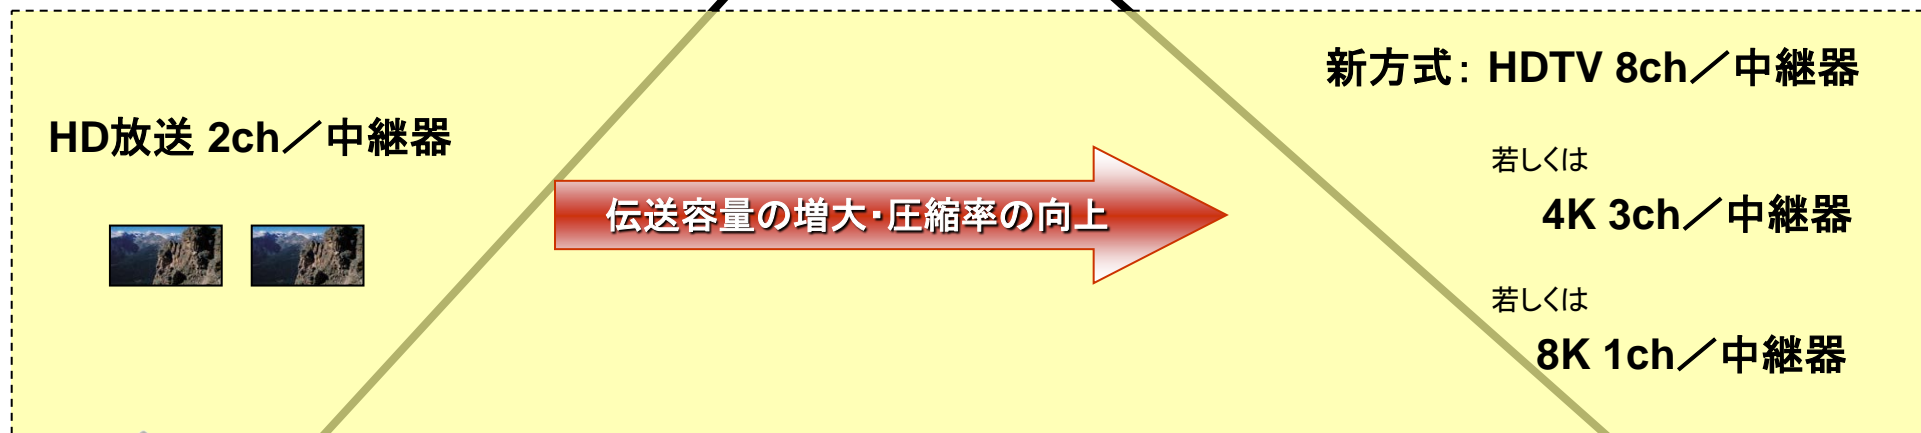 新方式： HDTV 8ch／中継器
HD放送 2ch／中継器
若しくは
4K 3ch／中継器
伝送容量の増大・圧縮率の向上
若しくは
8K 1ch／中継器